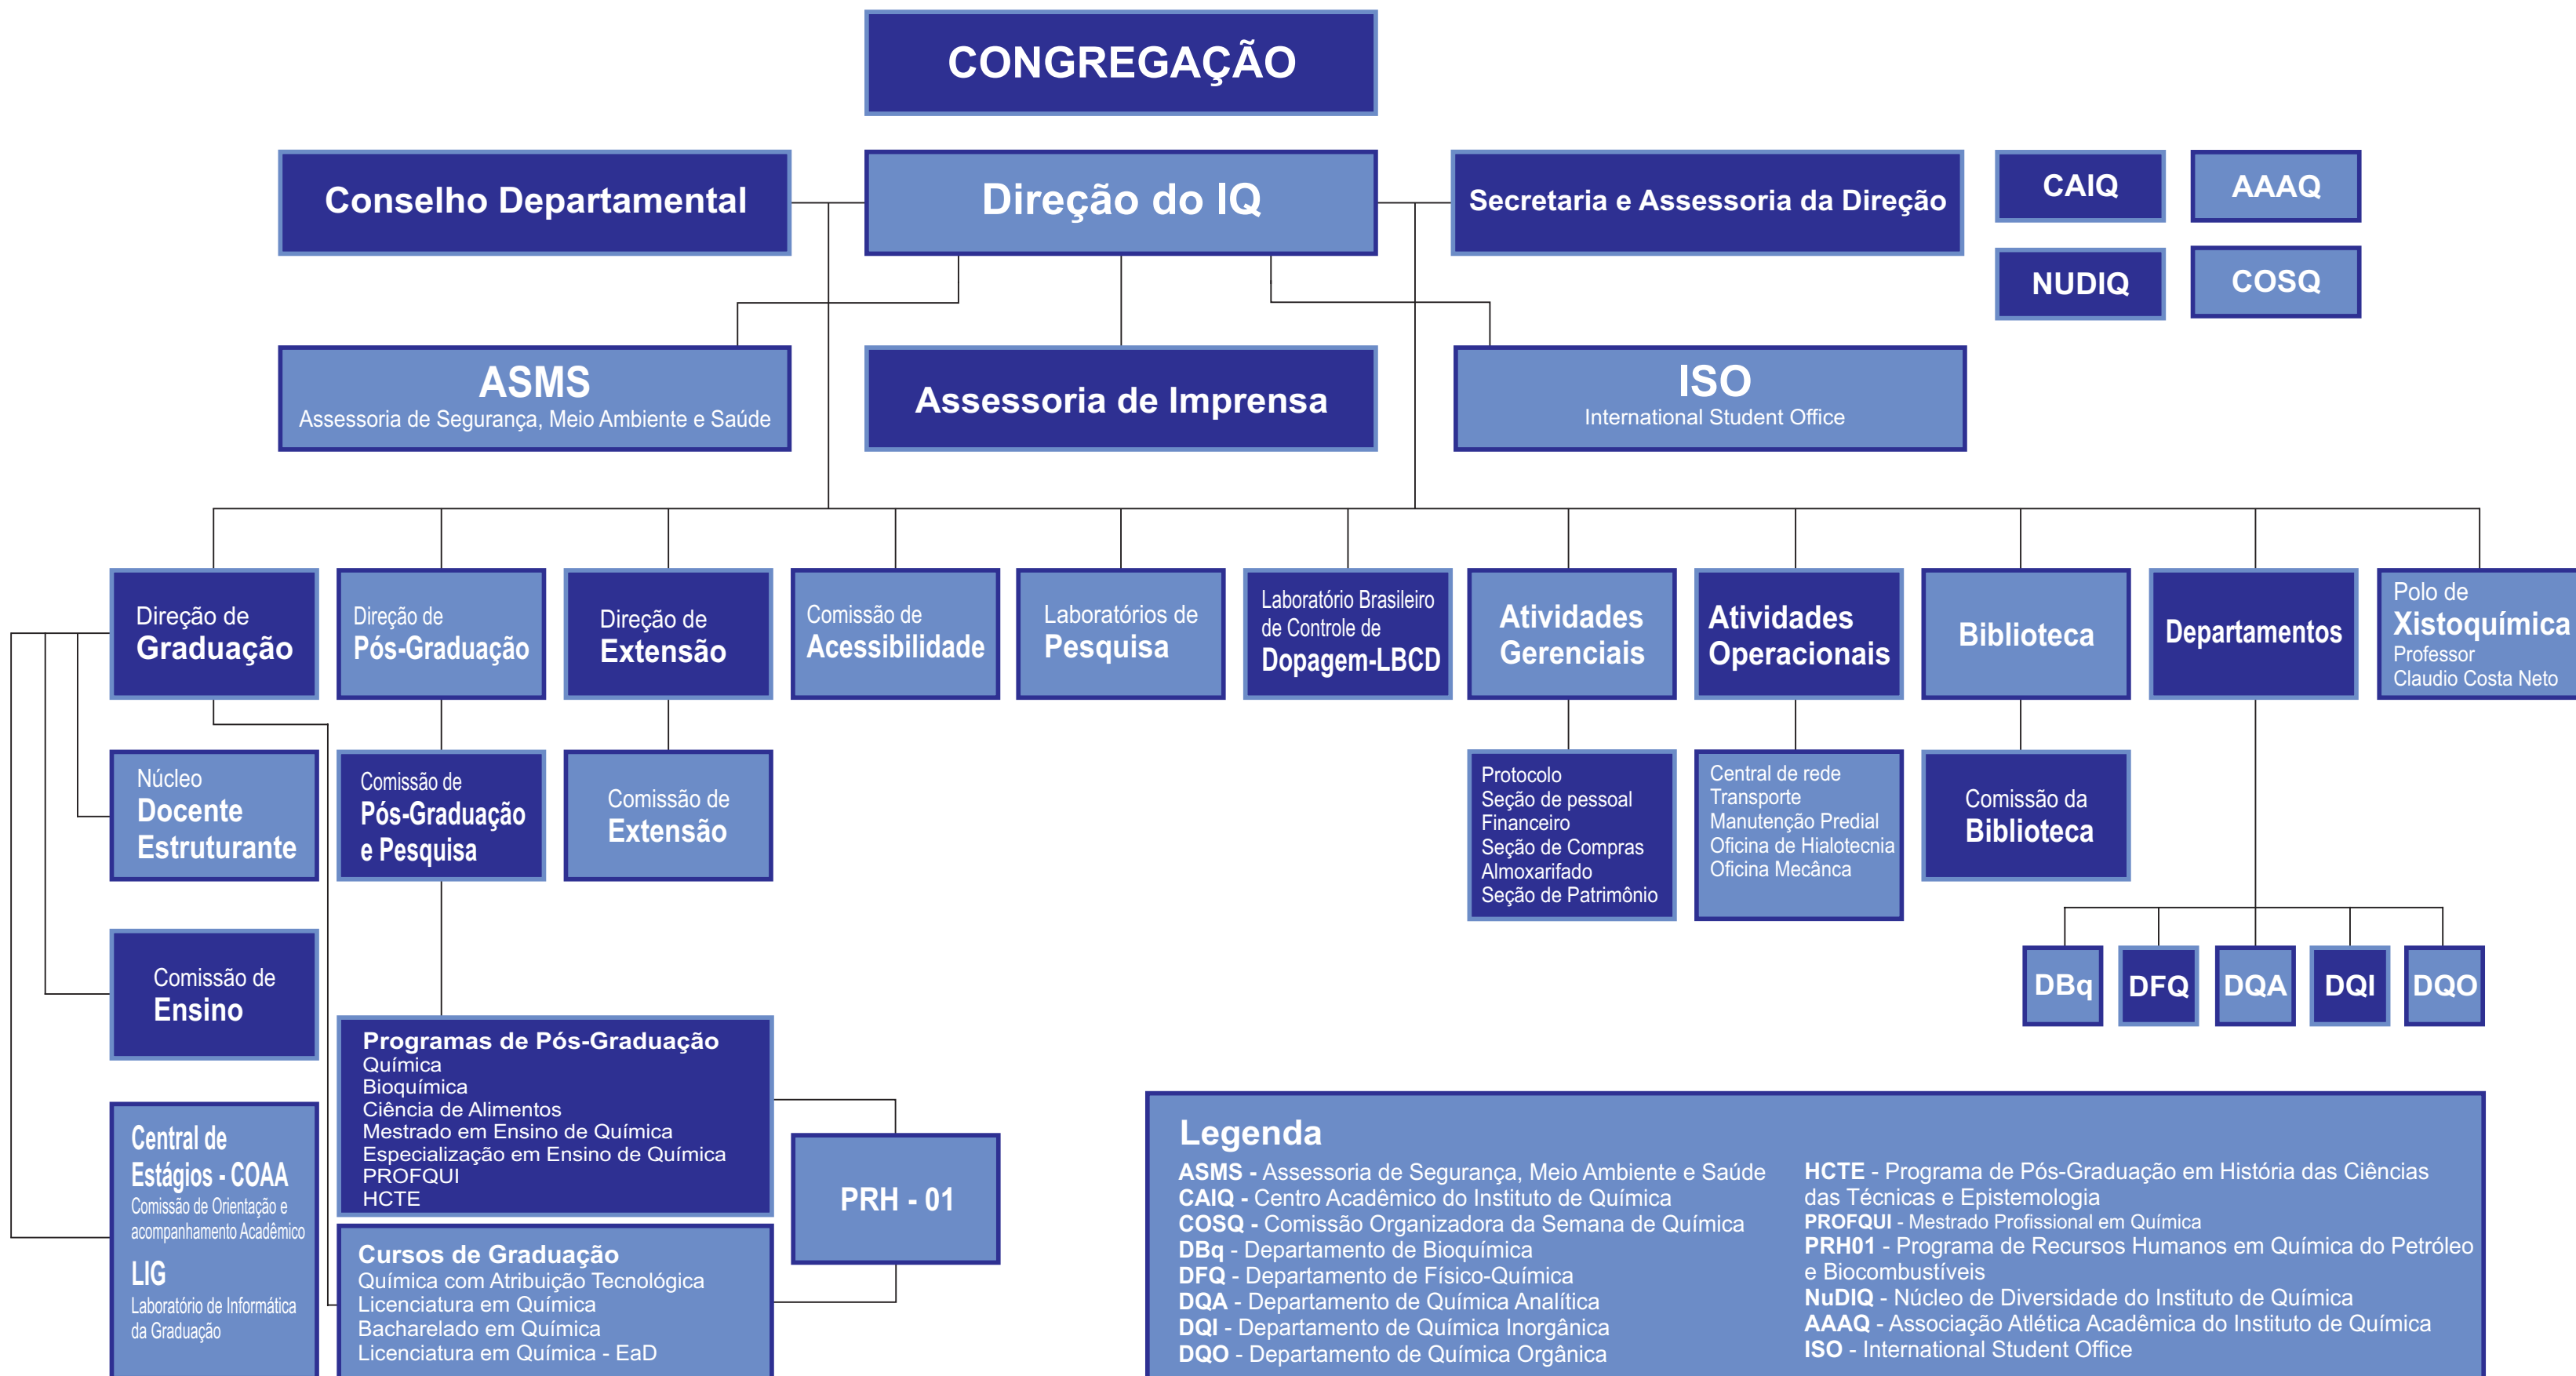 CONGREGAÇÃO
Conselho Departamental
Direção do IQ
Secretaria e Assessoria da Direção
CAIQ
AAAQ
NUDIQ
COSQ
ASMS
Assessoria de Segurança, Meio Ambiente e Saúde
Assessoria de Imprensa
ISO
International Student Office
Direção de
Graduação
Direção de
Pós-Graduação
Direção de
Extensão
Comissão de
Acessibilidade
Laboratórios de
Pesquisa
Laboratório Brasileiro
de Controle de
Dopagem-LBCD
Atividades
Gerenciais
Atividades
Operacionais
Biblioteca
Departamentos
Polo de
Xistoquímica
Professor
Claudio Costa Neto
Núcleo
Docente
Estruturante
Comissão de
Pós-Graduação
e Pesquisa
Comissão de
Extensão
Protocolo
Seção de pessoal
Financeiro
Seção de Compras
Almoxarifado
Seção de Patrimônio
Central de rede
Transporte
Manutenção Predial
Oficina de Hialotecnia
Oficina Mecânca
Comissão da
Biblioteca
DBq
DFQ
DQA
DQI
DQO
Comissão de
Ensino
Programas de Pós-Graduação
Química
Bioquímica
Ciência de Alimentos
Mestrado em Ensino de Química
Especialização em Ensino de Química
PROFQUI
HCTE
PRH - 01
Central de
Estágios - COAA
Comissão de Orientação e
acompanhamento Acadêmico
LIG
Laboratório de Informática
da Graduação
Cursos de Graduação
Química com Atribuição Tecnológica
Licenciatura em Química
Bacharelado em Química
Licenciatura em Química - EaD
Legenda
ASMS - Assessoria de Segurança, Meio Ambiente e Saúde
CAIQ - Centro Acadêmico do Instituto de Química
COSQ - Comissão Organizadora da Semana de Química
DBq - Departamento de Bioquímica
DFQ - Departamento de Físico-Química
DQA - Departamento de Química Analítica
DQI - Departamento de Química Inorgânica
DQO - Departamento de Química Orgânica
HCTE - Programa de Pós-Graduação em História das Ciências
das Técnicas e Epistemologia
PROFQUI - Mestrado Profissional em Química
PRH01 - Programa de Recursos Humanos em Química do Petróleo
e Biocombustíveis
NuDIQ - Núcleo de Diversidade do Instituto de Química
AAAQ - Associação Atlética Acadêmica do Instituto de Química
ISO - International Student Office